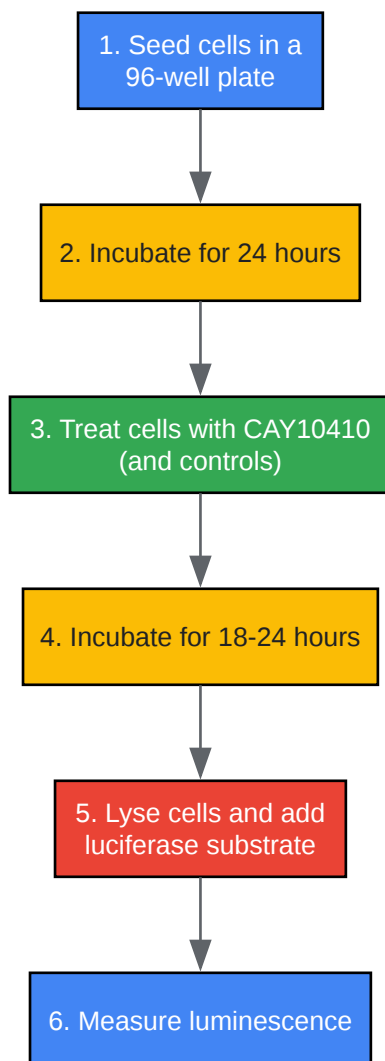 1. Seed cells in a
96-well plate
2. Incubate for 24 hours
3. Treat cells with CAY10410
(and controls)
4. Incubate for 18-24 hours
5. Lyse cells and add
luciferase substrate
6. Measure luminescence